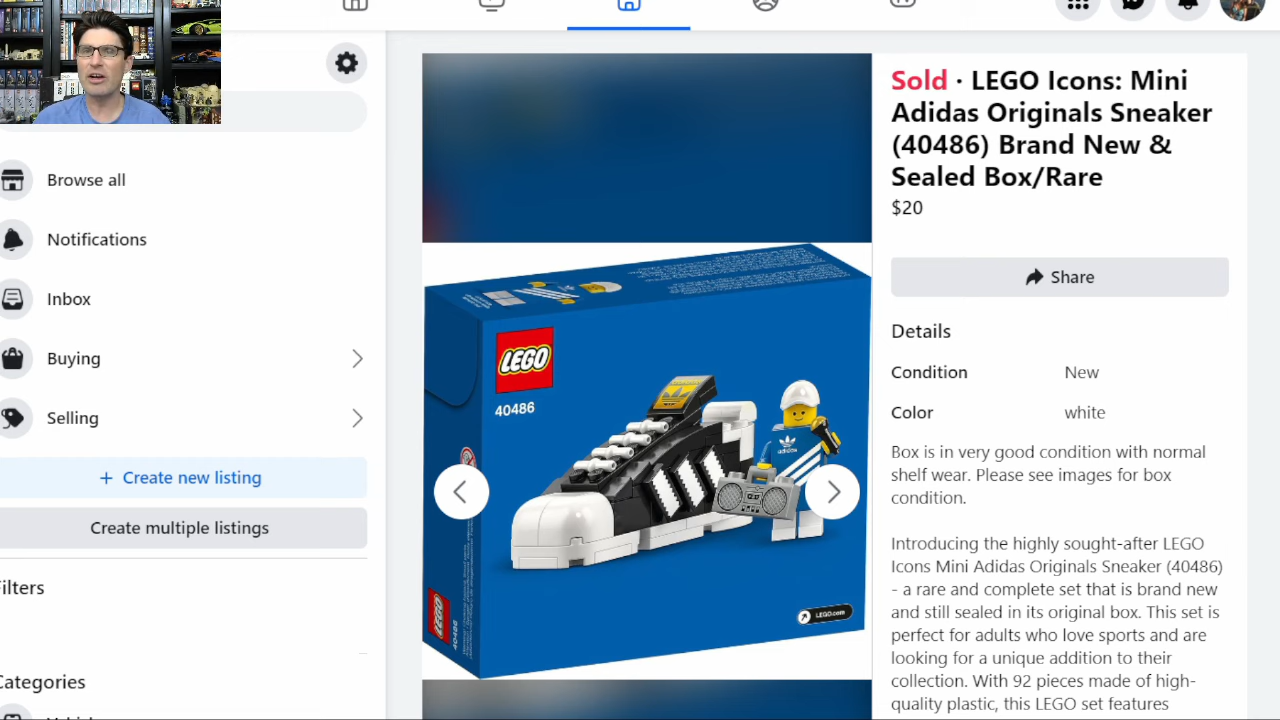 Sold · LEGO Icons: Mini
Adidas Originals Sneaker
(40486) Brand New &
Sealed Box/Rare
$20
Share
Details
Condition New
Color white
Box is in very good condition with normal
shelf wear. Please see images for box
condition.
Introducing the highly sought-after LEGO
Icons Mini Adidas Originals Sneaker (40486)
- a rare and complete set that is brand new
and still sealed in its original box. This set is
perfect for adults who love sports and are
looking for a unique addition to their
collection. With 92 pieces made of high-
quality plastic, this LEGO set features
Browse all
Notifications
Inbox
Buying
Selling
+ Create new listing
Create multiple listings
Filters
Categories
LEGO
40486
adidas
LEGO.com
LEGO
40486